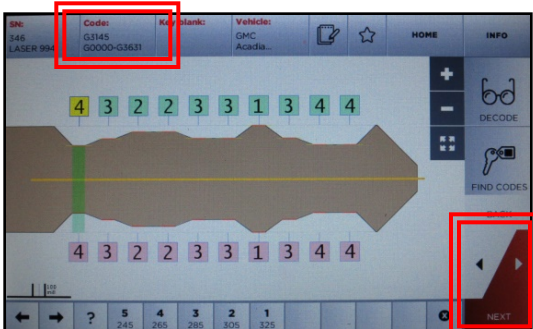 SN:
346
LASER 994
Code:
G3145
G0000-G3631
Keyblank:
Vehicle:
GMC
Acadia...
HOME
INFO
4 3 2 2 3 3 1 3 4 4
DECODE
FIND CODES
BACK
4 3 2 2 3 3 1 3 4 4
?
5
245
4
265
3
285
2
305
1
325
NEXT